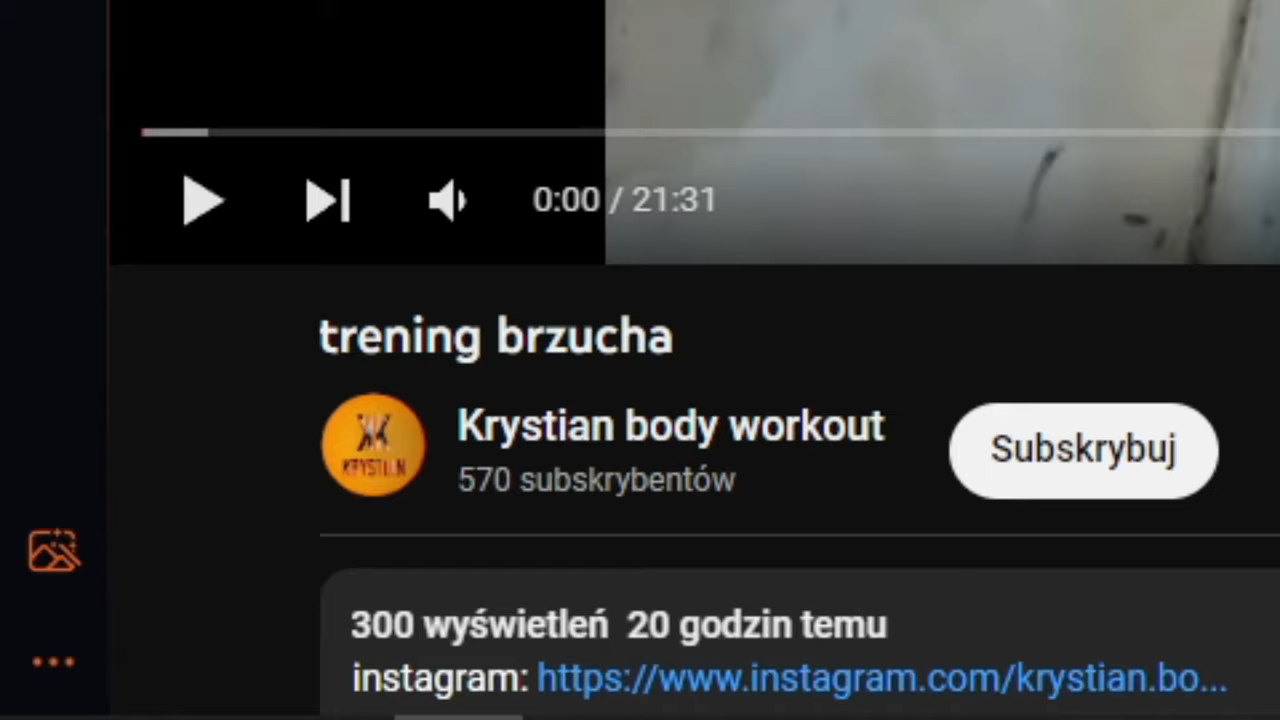 0:00 / 21:31
trening brzucha
Krystian body workout
570 subskrybentów
Subskrybuj
KRYSTIAN
300 wyświetleń 20 godzin temu
instagram: https://www.instagram.com/krystian.bo...